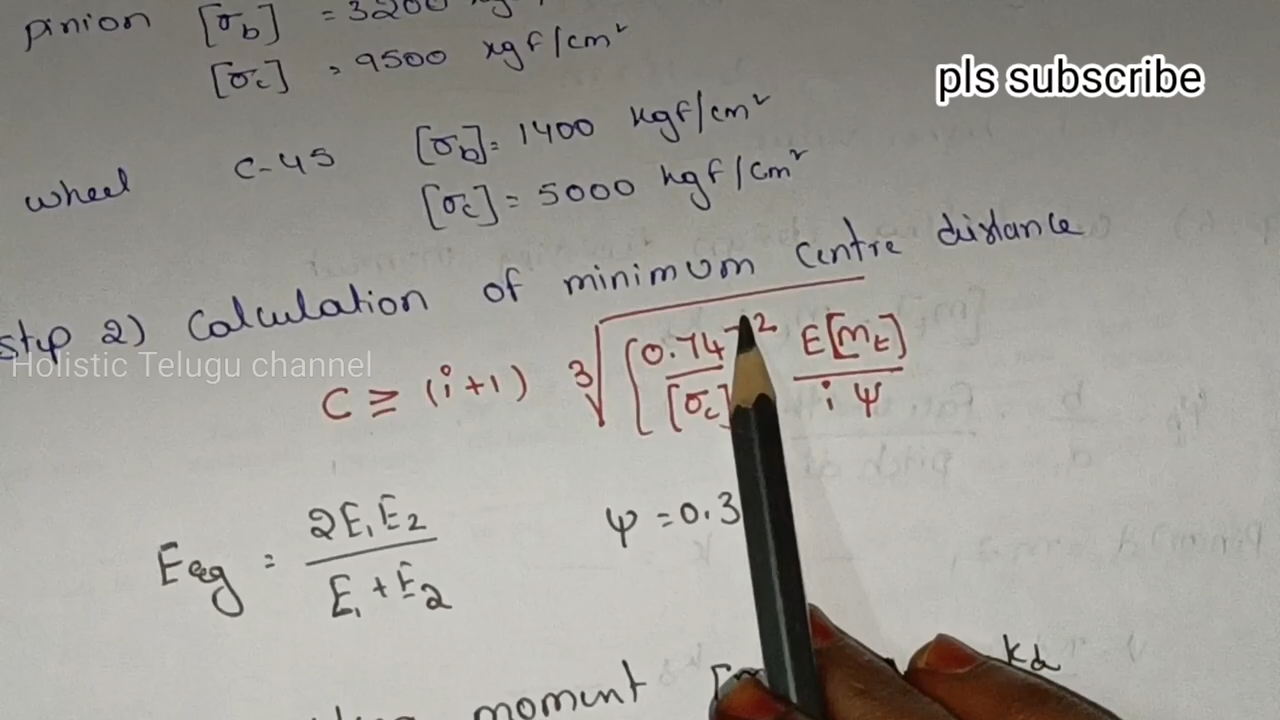 pinion [σb] = 3200
[σc] = 9500 kgf/cm²
pls subscribe
wheel C-45 [σb] = 1400 kgf/cm²
[σc] = 5000 kgf/cm²
step 2) Calculation of minimum centre distance
Holistic Telugu channel
C ≥ (i+1) ∛[0.74/[σc]]² E[mt]/iψ
Eeq = 2E₁E₂/E₁+E₂ ψ = 0.3
moment [m kd